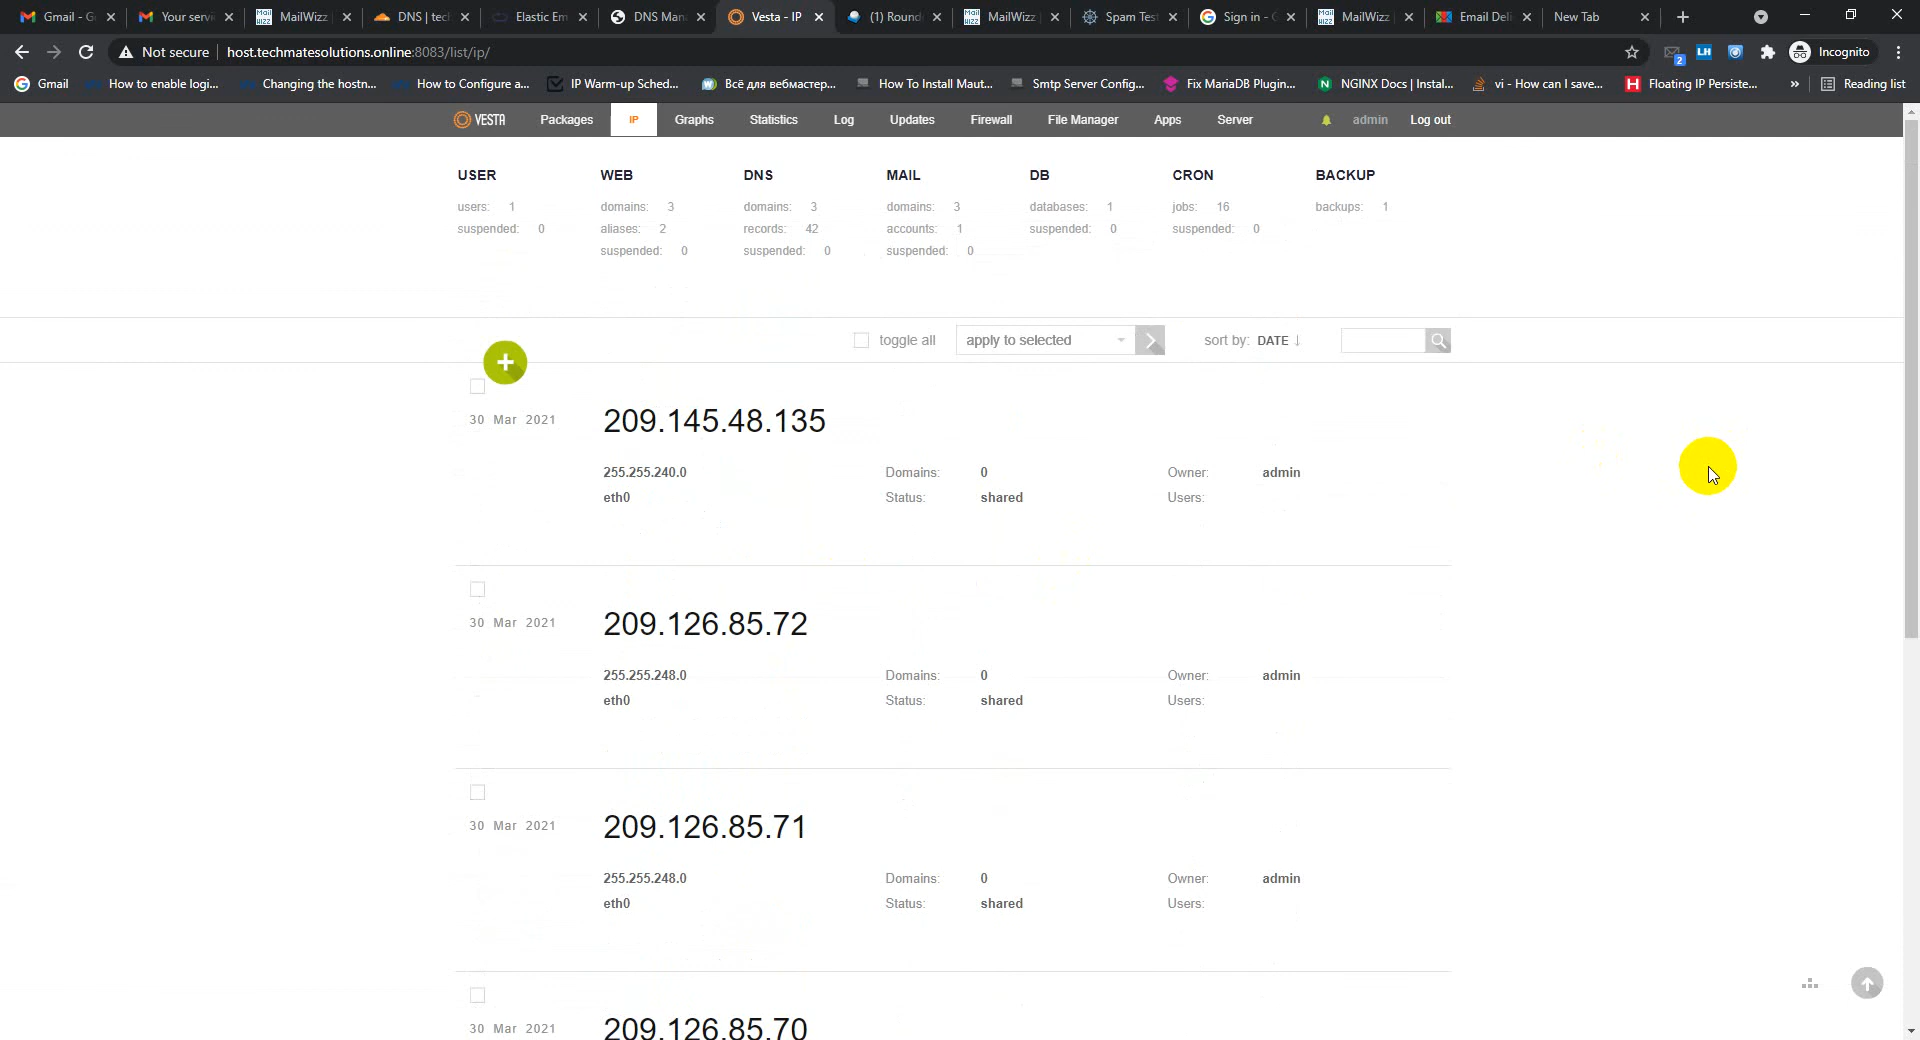 Gmail - G
Your servi
MailWizz
DNS | tec
Elastic Em
DNS Man
Vesta - IP
(1) Round
MailWizz
Spam Test
Sign in - G
MailWizz
Email Deli
New Tab
Not secure
host.techmatesolutions.online:8083/list/ip/
2
LH
Incognito
Gmail
How to enable logi...
Changing the hostn...
How to Configure a...
IP Warm-up Sched...
Всё для вебмастер...
How To Install Maut...
Smtp Server Config...
Fix MariaDB Plugin...
NGINX Docs | Instal...
vi - How can I save...
Floating IP Persiste...
»
Reading list
VESTA
Packages
IP
Graphs
Statistics
Log
Updates
Firewall
File Manager
Apps
Server
admin
Log out
USER
users: 1
suspended: 0
WEB
domains: 3
aliases: 2
suspended: 0
DNS
domains: 3
records: 42
suspended: 0
MAIL
domains: 3
accounts: 1
suspended: 0
DB
databases: 1
suspended: 0
CRON
jobs: 16
suspended: 0
BACKUP
backups: 1
toggle all
apply to selected
sort by: DATE ↓
30 Mar 2021
209.145.48.135
255.255.240.0
Domains: 0
Owner: admin
eth0
Status: shared
Users:
30 Mar 2021
209.126.85.72
255.255.248.0
Domains: 0
Owner: admin
eth0
Status: shared
Users:
30 Mar 2021
209.126.85.71
255.255.248.0
Domains: 0
Owner: admin
eth0
Status: shared
Users:
30 Mar 2021
209.126.85.70